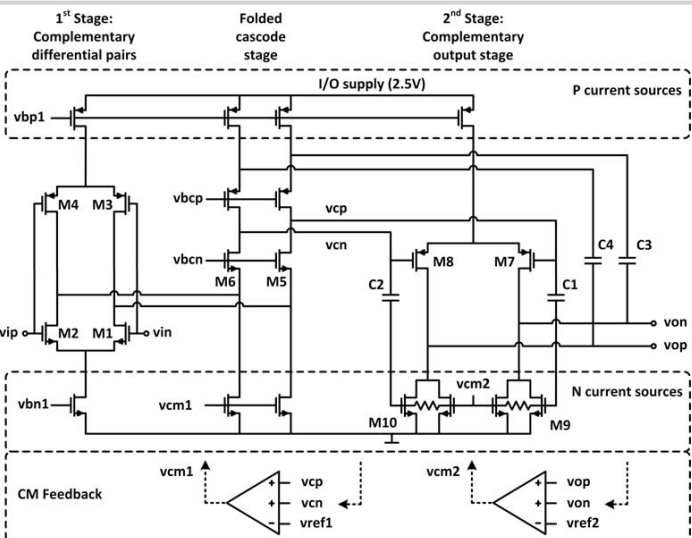 1st Stage:
Complementary
differential pairs
Folded
cascode
stage
2nd Stage:
Complementary
output stage
I/O supply (2.5V)
P current sources
vbp1
M4
M3
vbcp
vcp
vbcn
vcn
M6
M5
M8
M7
C4
C3
C2
C1
vip
M2
M1
vin
von
vop
vbn1
vcm1
M10
vcm2
M9
N current sources
CM Feedback
vcm1
+ vcp
+ vcn
- vref1
vcm2
+ vop
+ von
- vref2